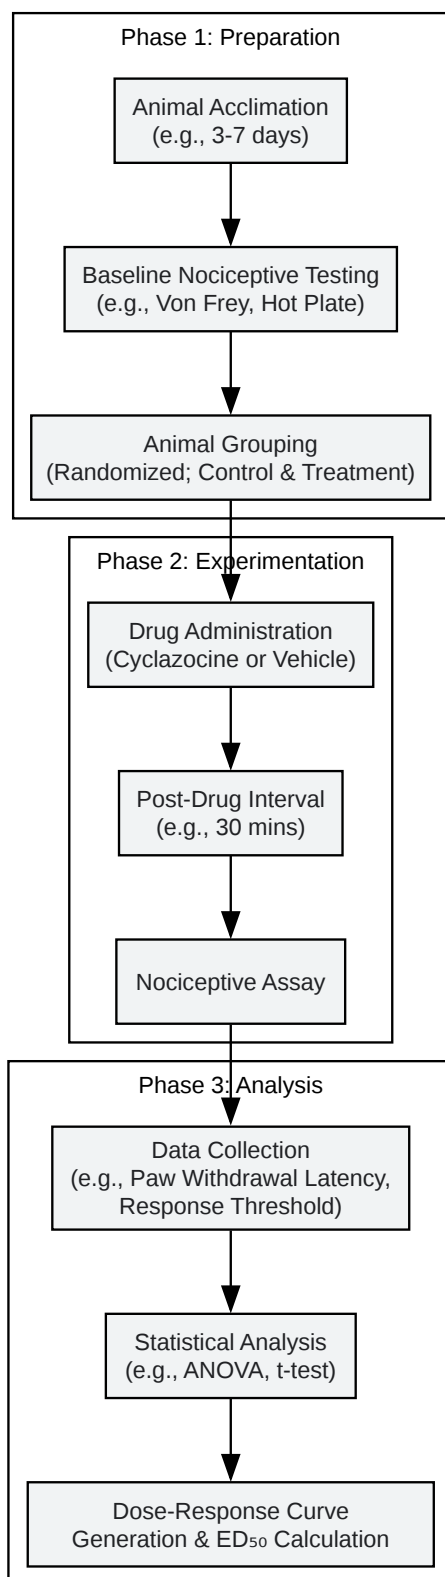 Phase 1: Preparation
Animal Acclimation
(e.g., 3-7 days)
Baseline Nociceptive Testing
(e.g., Von Frey, Hot Plate)
Animal Grouping
(Randomized; Control & Treatment)
Phase 2: Experimentation
Drug Administration
(Cyclazocine or Vehicle)
Post-Drug Interval
(e.g., 30 mins)
Nociceptive Assay
Phase 3: Analysis
Data Collection
(e.g., Paw Withdrawal Latency,
Response Threshold)
Statistical Analysis
(e.g., ANOVA, t-test)
Dose-Response Curve
Generation & ED₅₀ Calculation